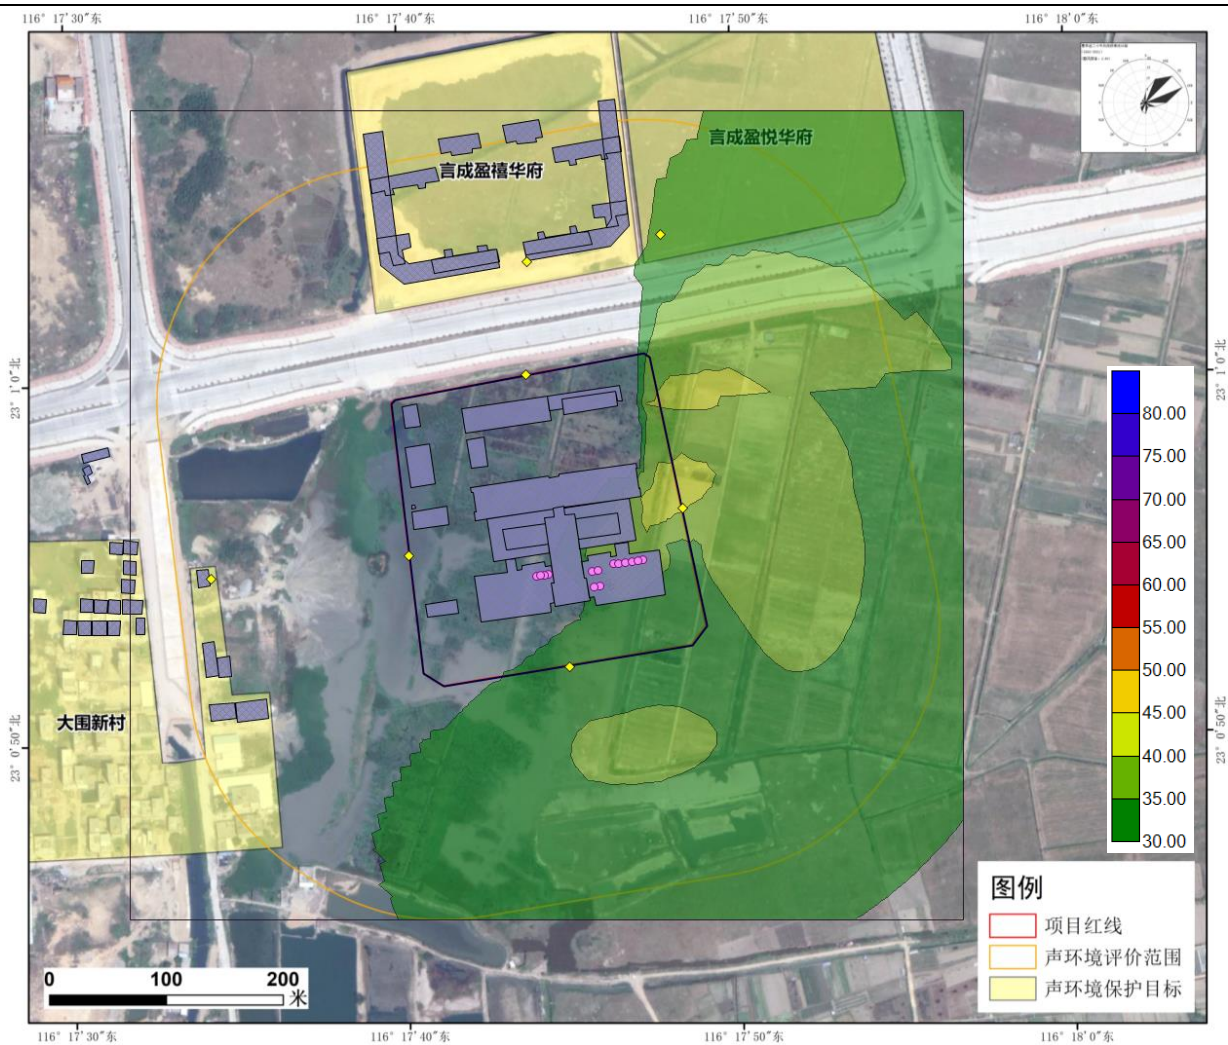 116° 17′30″东
116° 17′40″东
116° 17′50″东
116° 18′0″东
言成盈悦华府
言成盈禧华府
23° 1′0″北
23° 1′0″北
80.00
75.00
70.00
65.00
60.00
55.00
50.00
45.00
40.00
35.00
30.00
大围新村
23° 0′50″北
23° 0′50″北
图例
项目红线
声环境评价范围
声环境保护目标
0 100 200
米
116° 17′30″东
116° 17′40″东
116° 17′50″东
116° 18′0″东